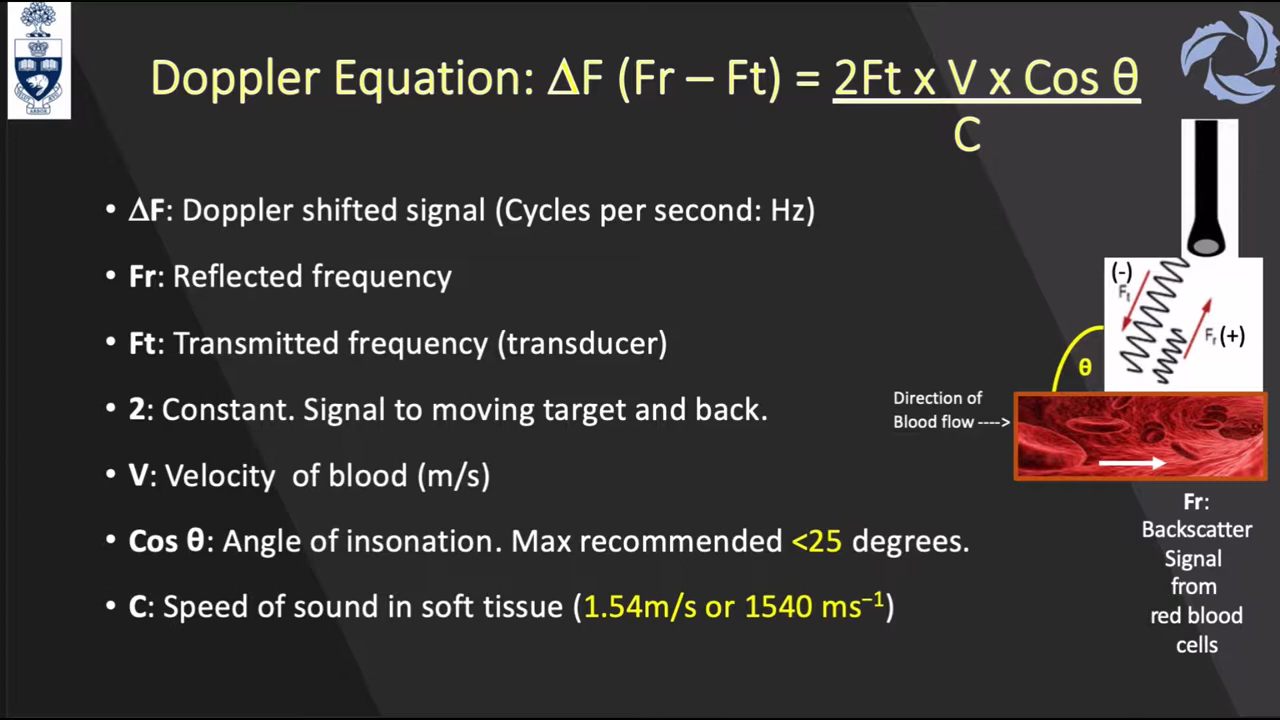 Doppler Equation: ΔF (Fr – Ft) = 2Ft x V x Cos θ
C
• ΔF: Doppler shifted signal (Cycles per second: Hz)
• Fr: Reflected frequency
• Ft: Transmitted frequency (transducer)
• 2: Constant. Signal to moving target and back.
• V: Velocity of blood (m/s)
• Cos θ: Angle of insonation. Max recommended <25 degrees.
• C: Speed of sound in soft tissue (1.54m/s or 1540 ms⁻¹)
(-)
Ft
Fr (+)
θ
Direction of
Blood flow ---->
Fr:
Backscatter
Signal
from
red blood
cells